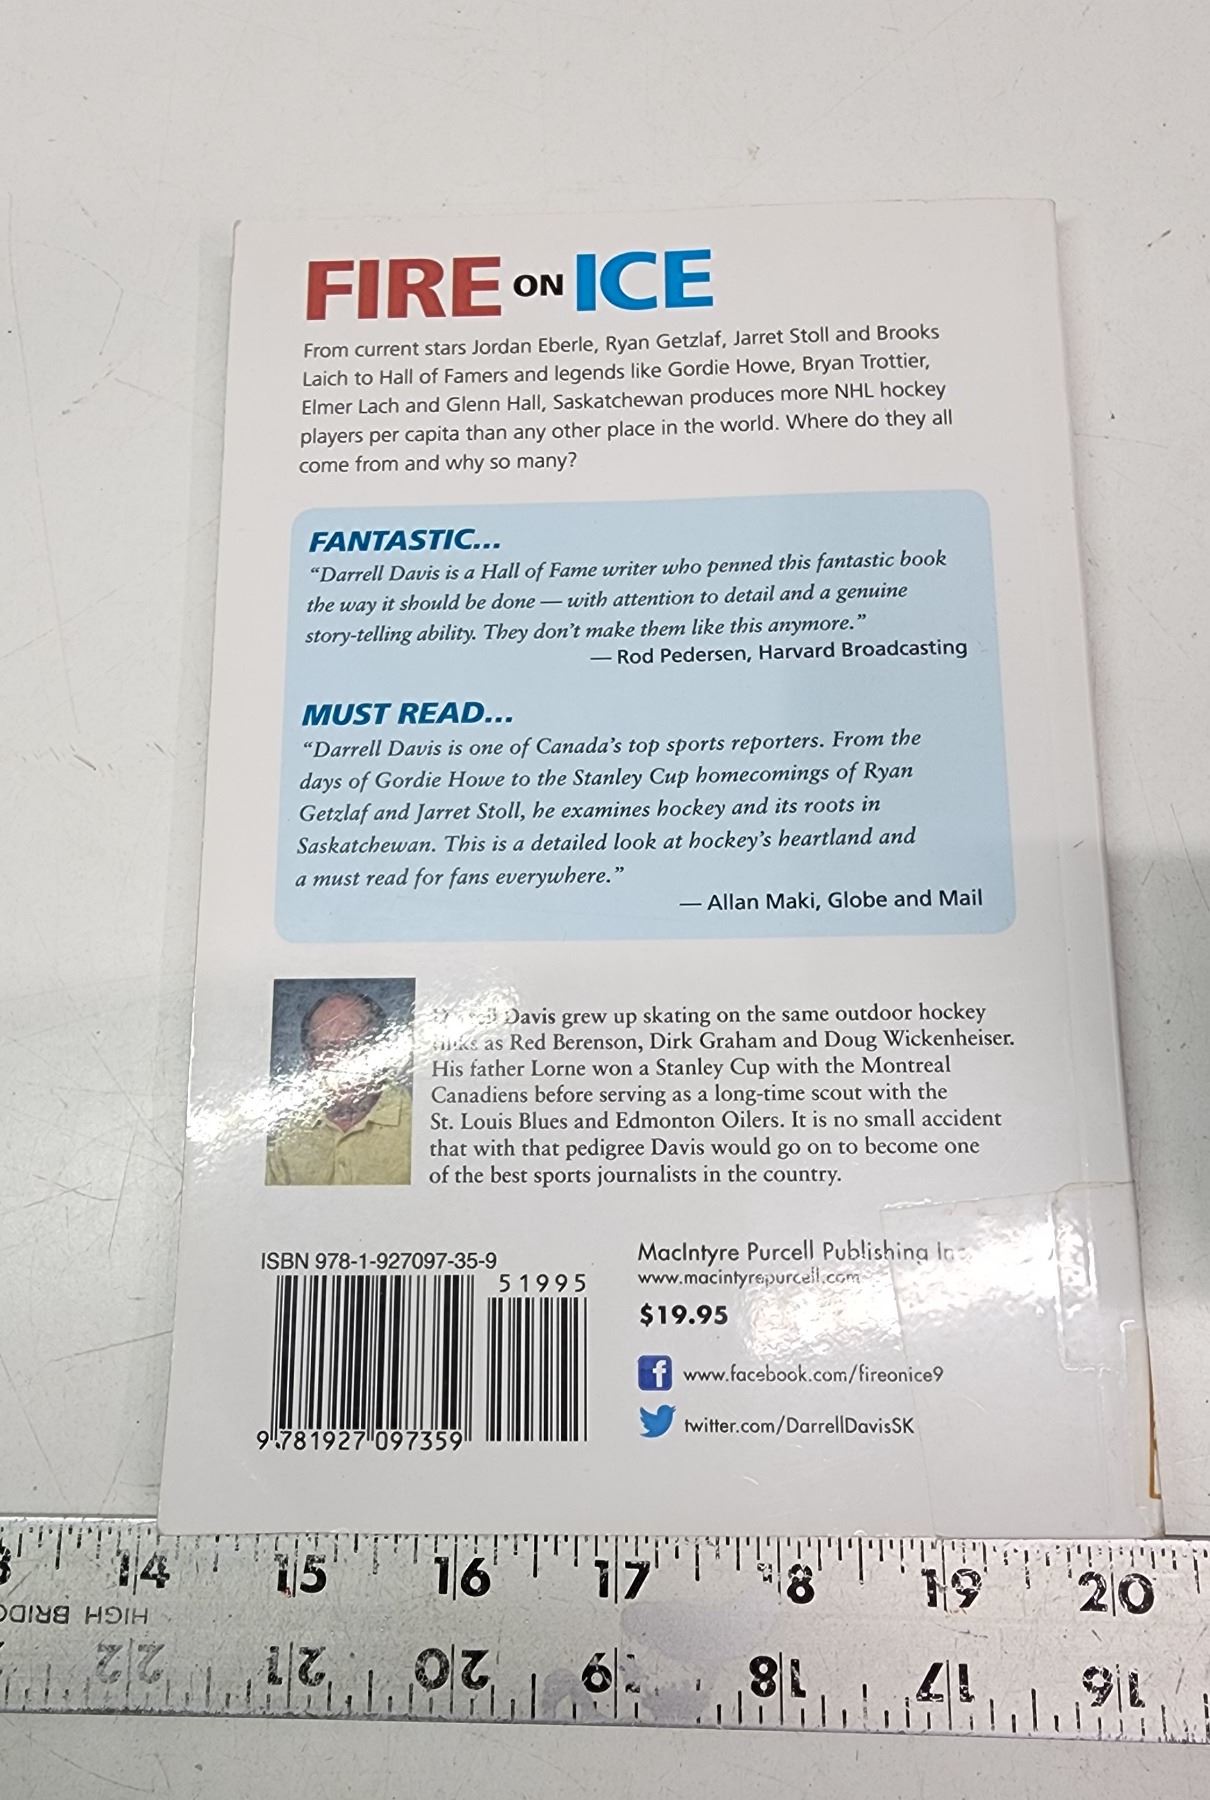 FIRE ON ICE
From current stars Jordan Eberle, Ryan Getzlaf, Jarret Stoll and Brooks
Laich to Hall of Famers and legends like Gordie Howe, Bryan Trottier,
Elmer Lach and Glenn Hall, Saskatchewan produces more NHL hockey
players per capita than any other place in the world. Where do they all
come from and why so many?
FANTASTIC...
“Darrell Davis is a Hall of Fame writer who penned this fantastic book
the way it should be done — with attention to detail and a genuine
story-telling ability. They don’t make them like this anymore.”
— Rod Pedersen, Harvard Broadcasting
MUST READ...
“Darrell Davis is one of Canada’s top sports reporters. From the
days of Gordie Howe to the Stanley Cup homecomings of Ryan
Getzlaf and Jarret Stoll, he examines hockey and its roots in
Saskatchewan. This is a detailed look at hockey’s heartland and
a must read for fans everywhere.”
— Allan Maki, Globe and Mail
Davis grew up skating on the same outdoor hockey
as Red Berenson, Dirk Graham and Doug Wickenheiser.
His father Lorne won a Stanley Cup with the Montreal
Canadiens before serving as a long-time scout with the
St. Louis Blues and Edmonton Oilers. It is no small accident
that with that pedigree Davis would go on to become one
of the best sports journalists in the country.
ISBN 978-1-927097-35-9
51995
9 781927 097359
MacIntyre Purcell Publishing
www.macintyrepurcell.com
$19.95
f www.facebook.com/fireonice9
twitter.com/DarrellDavisSK
14 15 16 17 18 19 20
HIGH
22 21 20 19 18 17 16